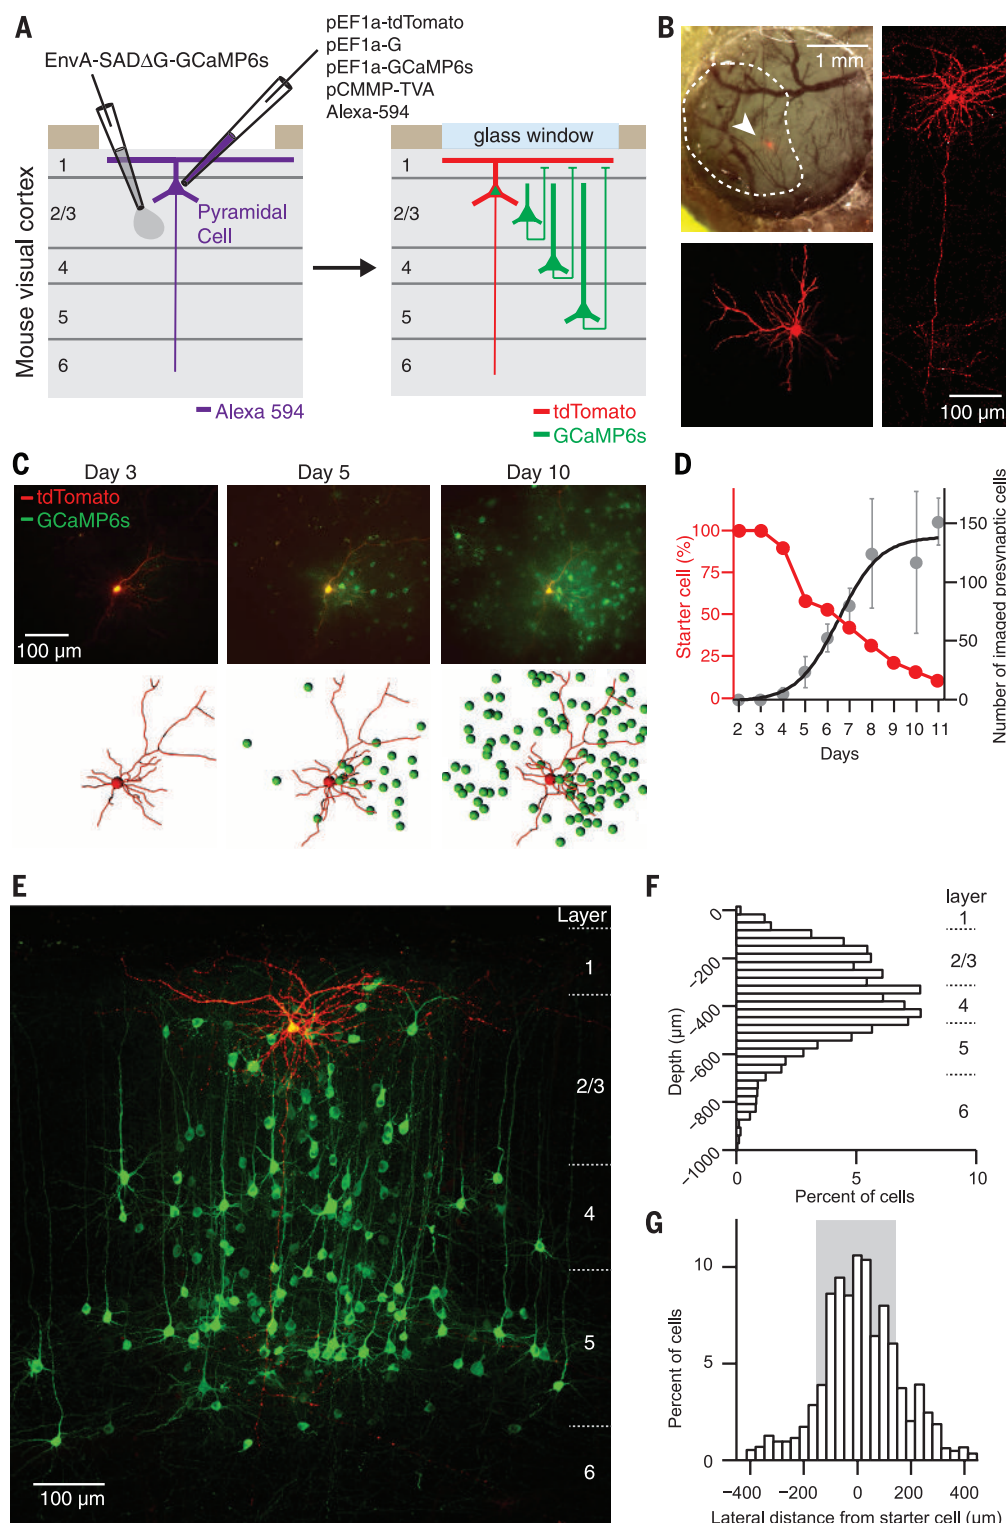 A
EnvA-SADΔG-GCaMP6s
pEF1a-tdTomato
pEF1a-G
pEF1a-GCaMP6s
pCMMP-TVA
Alexa-594
Mouse visual cortex
1
2/3
4
5
6
Pyramidal
Cell
Alexa 594
glass window
1
2/3
4
5
6
tdTomato
GCaMP6s
B
1 mm
100 µm
C
Day 3
Day 5
Day 10
tdTomato
GCaMP6s
100 µm
D
Starter cell (%)
100
75
50
25
0
150
100
50
0
Number of imaged presynaptic cells
2 3 4 5 6 7 8 9 10 11
Days
E
Layer
1
2/3
4
5
6
100 µm
F
layer
1
2/3
4
5
6
Depth (µm)
0
−200
−400
−600
−800
−1000
0 5 10
Percent of cells
G
Percent of cells
10
5
0
−400 −200 0 200 400
Lateral distance from starter cell (µm)